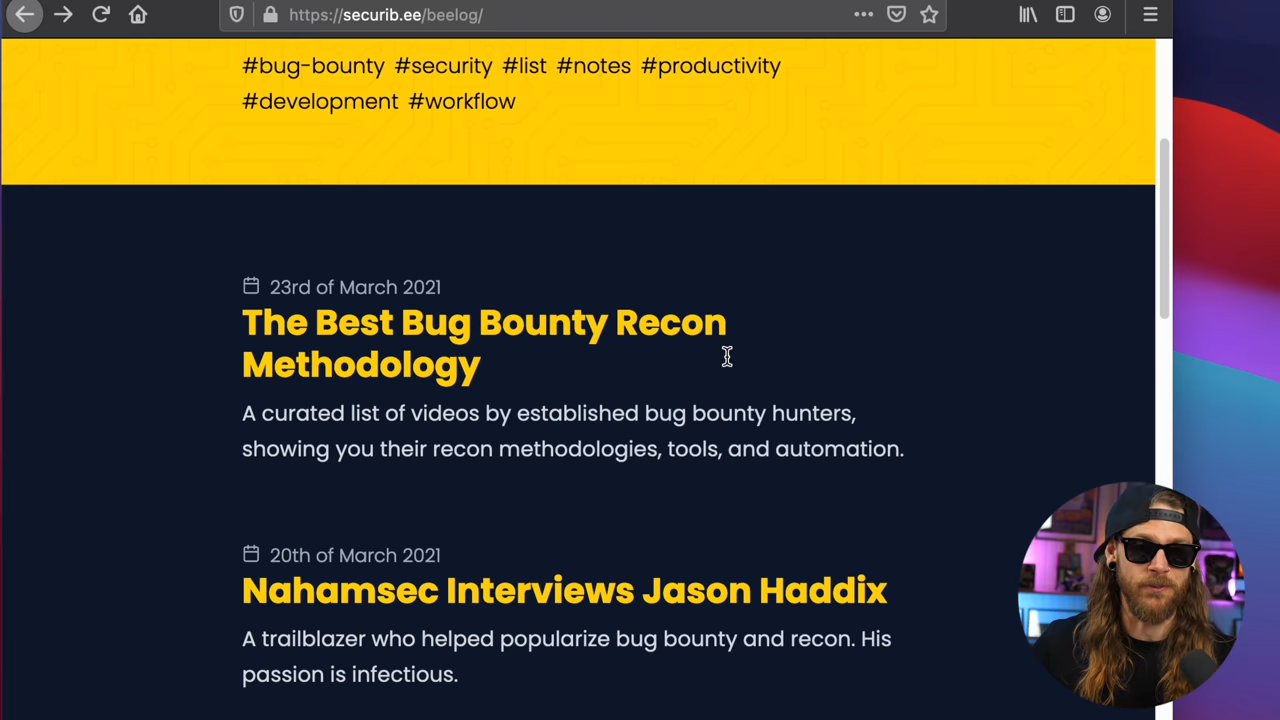 https://securib.ee/beelog/
#bug-bounty #security #list #notes #productivity
#development #workflow
23rd of March 2021
The Best Bug Bounty Recon
Methodology
A curated list of videos by established bug bounty hunters,
showing you their recon methodologies, tools, and automation.
20th of March 2021
Nahamsec Interviews Jason Haddix
A trailblazer who helped popularize bug bounty and recon. His
passion is infectious.